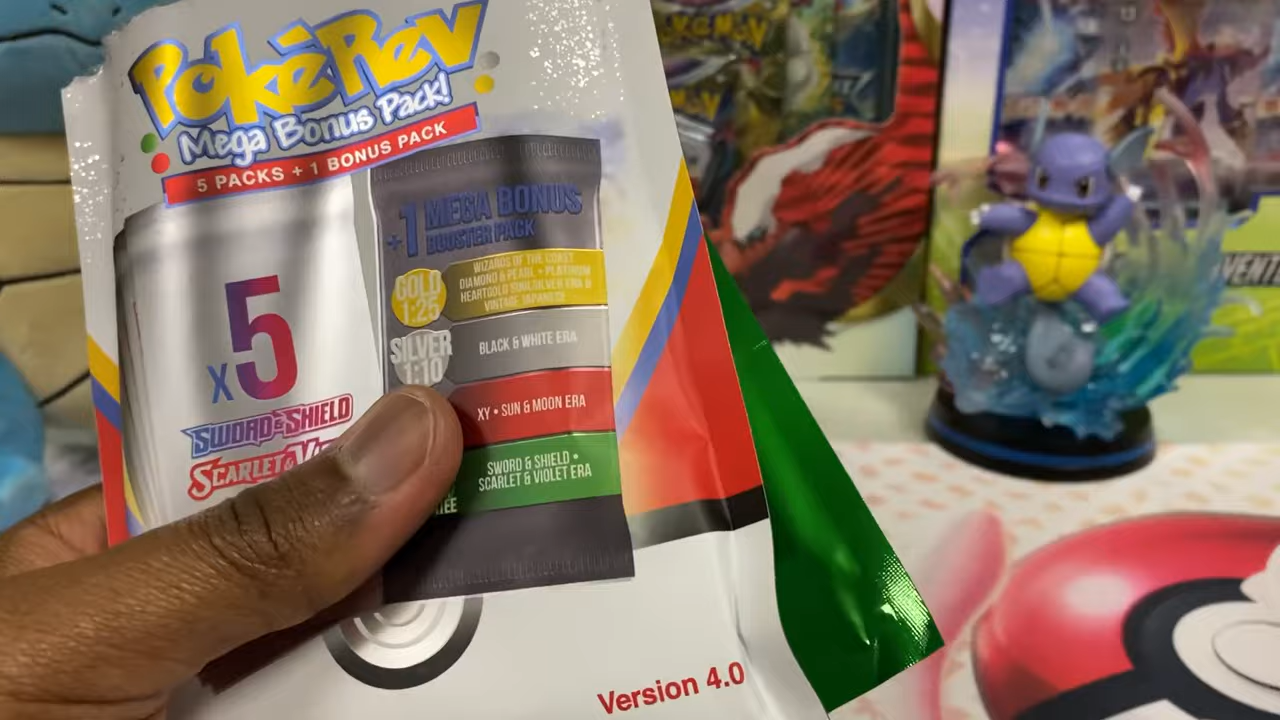 PokéRev
Mega Bonus Pack!
5 PACKS + 1 BONUS PACK
x5
SWORD & SHIELD
SCARLET &
+1 MEGA BONUS
BOOSTER PACK
GOLD
1:25
WIZARDS OF THE COAST
DIAMOND & PEARL • PLATINUM
HEARTGOLD SOULSILVER ERA &
VINTAGE JAPANESE
SILVER
1:10
BLACK & WHITE ERA
XY • SUN & MOON ERA
SWORD & SHIELD •
SCARLET & VIOLET ERA
Version 4.0
POKéMON